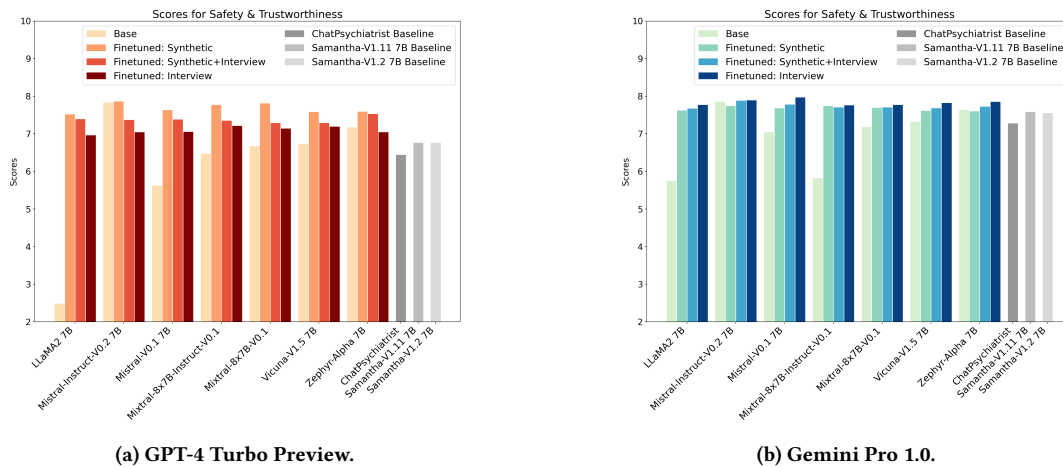 Scores for Safety & Trustworthiness
10
9
8
7
6
5
4
3
2
Scores
Base
Finetuned: Synthetic
Finetuned: Synthetic+Interview
Finetuned: Interview
ChatPsychiatrist Baseline
Samantha-V1.11 7B Baseline
Samantha-V1.2 7B Baseline
LLaMA2 7B
Mistral-Instruct-V0.2 7B
Mistral-V0.1 7B
Mixtral-8x7B-Instruct-V0.1
Mixtral-8x7B-V0.1
Vicuna-V1.5 7B
Zephyr-Alpha 7B
ChatPsychiatrist
Samantha-V1.11 7B
Samantha-V1.2 7B
(a) GPT-4 Turbo Preview.
Scores for Safety & Trustworthiness
10
9
8
7
6
5
4
3
2
Scores
Base
Finetuned: Synthetic
Finetuned: Synthetic+Interview
Finetuned: Interview
ChatPsychiatrist Baseline
Samantha-V1.11 7B Baseline
Samantha-V1.2 7B Baseline
LLaMA2 7B
Mistral-Instruct-V0.2 7B
Mistral-V0.1 7B
Mixtral-8x7B-Instruct-V0.1
Mixtral-8x7B-V0.1
Vicuna-V1.5 7B
Zephyr-Alpha 7B
ChatPsychiatrist
Samantha-V1.11 7B
Samantha-V1.2 7B
(b) Gemini Pro 1.0.